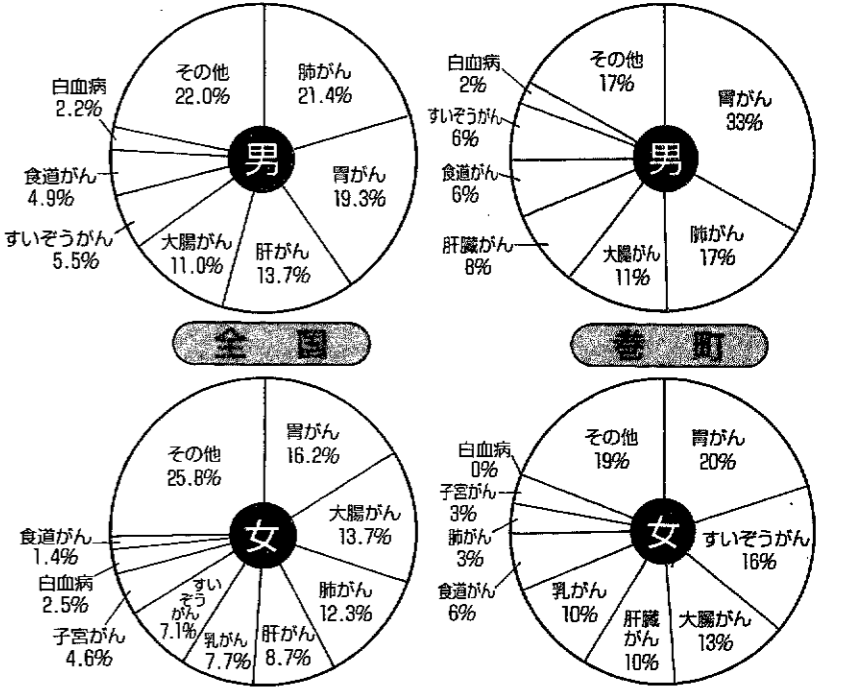 その他
22.0%
肺がん
21.4%
白血病
2.2%
男
胃がん
19.3%
食道がん
4.9%
すいぞうがん
5.5%
大腸がん
11.0%
肝がん
13.7%
その他
17%
白血病
2%
胃がん
33%
すいぞうがん
6%
男
食道がん
6%
肝臓がん
8%
大腸がん
11%
肺がん
17%
全国
巻町
その他
25.8%
胃がん
16.2%
大腸がん
13.7%
女
食道がん
1.4%
白血病
2.5%
子宮がん
4.6%
すい
ぞう
がん
7.1%
乳がん
7.7%
肝がん
8.7%
肺がん
12.3%
その他
19%
胃がん
20%
白血病
0%
子宮がん
3%
肺がん
3%
女
すいぞうがん
16%
食道がん
6%
乳がん
10%
肝臓
がん
10%
大腸がん
13%